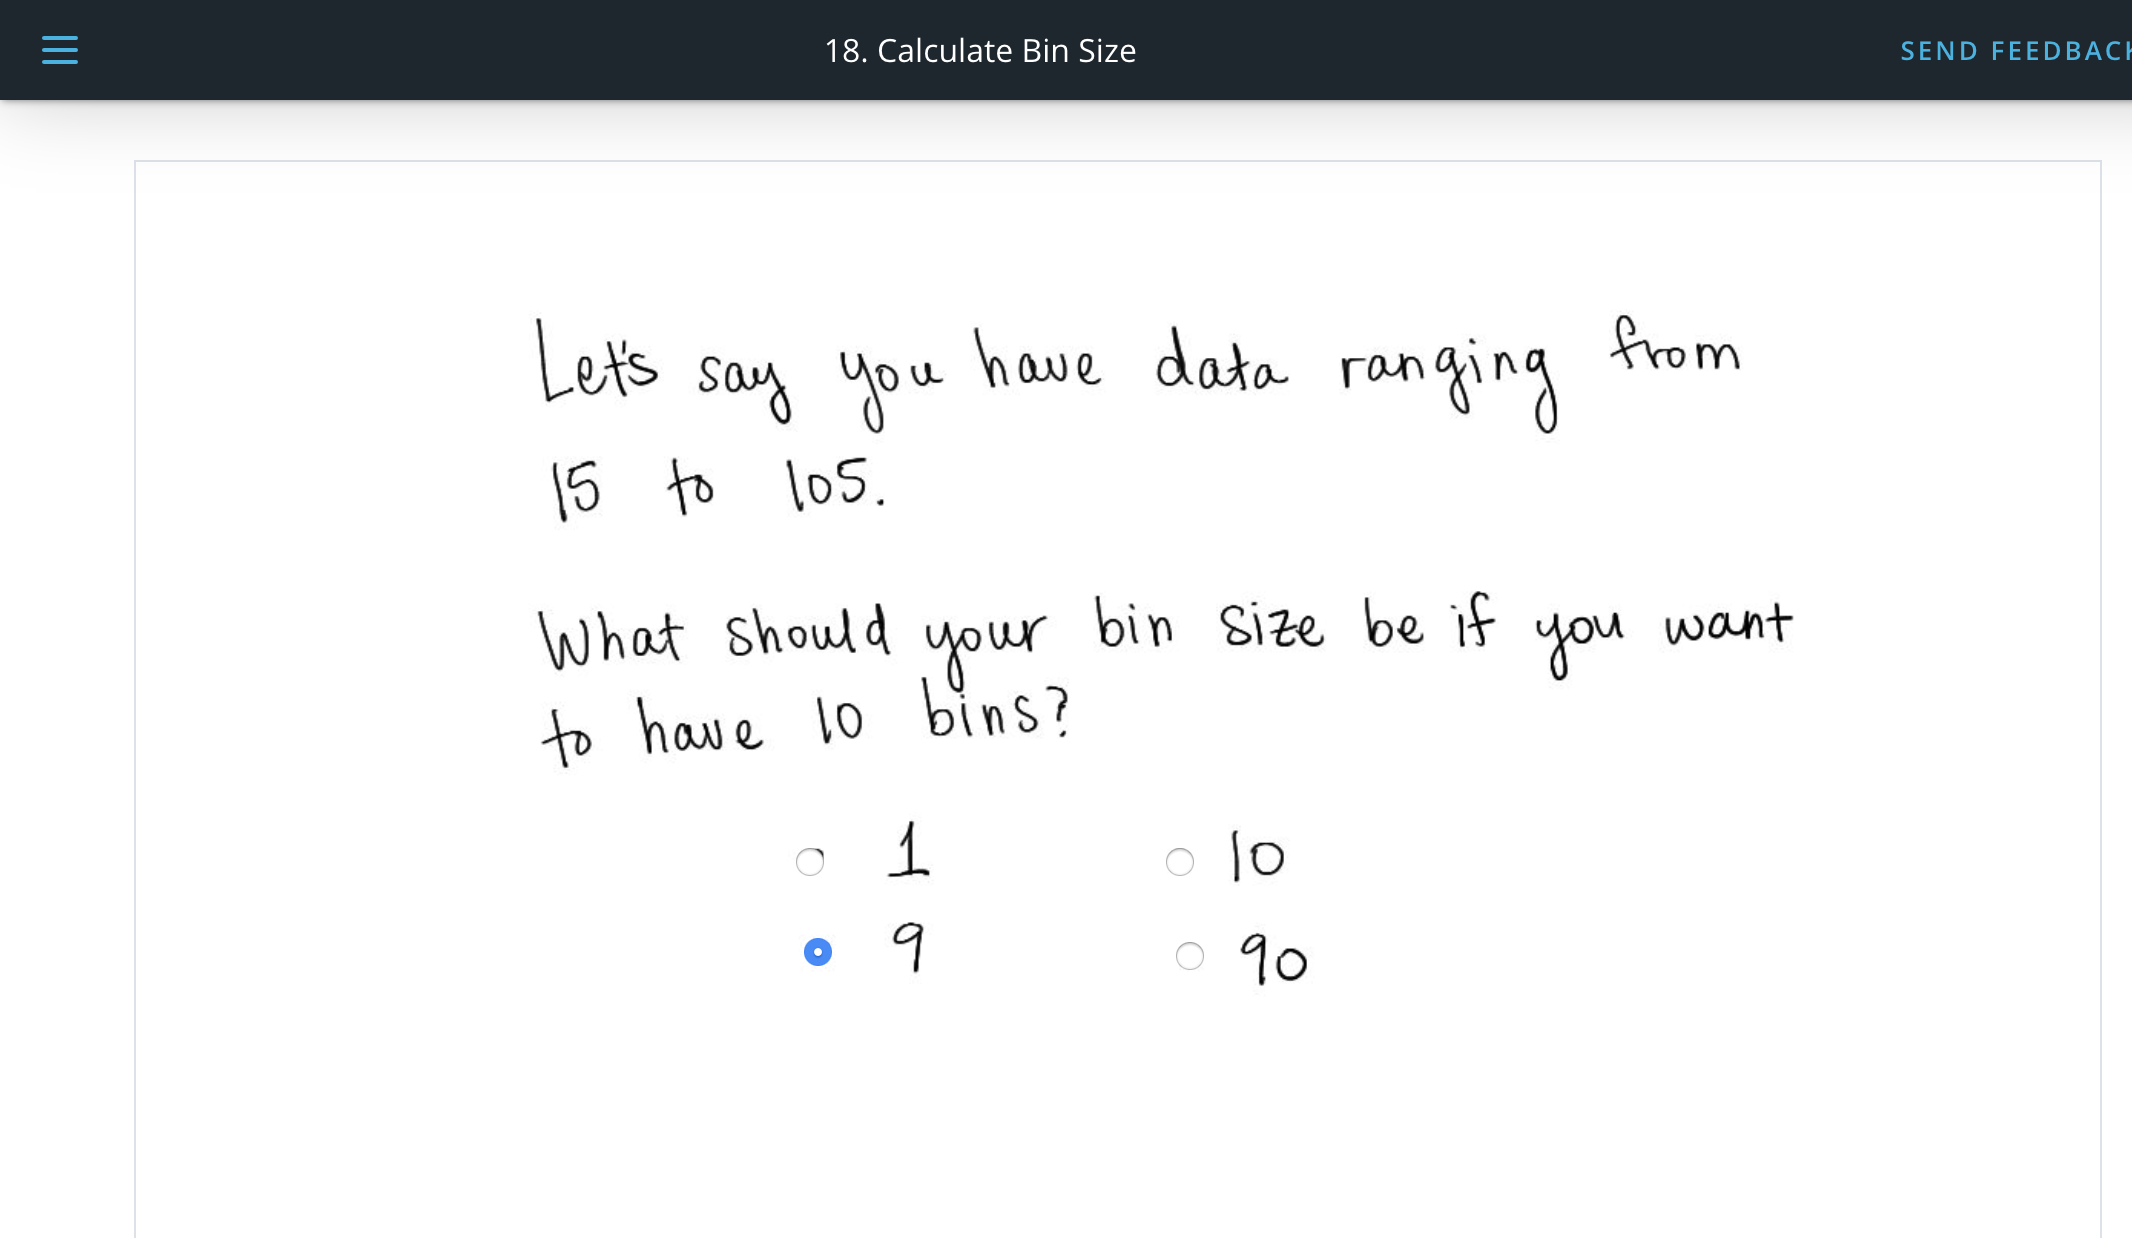 18. Calculate Bin Size
SEND FEEDBACK
Let's say you have data ranging from
15 to 105.
What should your bin size be if you want
to have 10 bins?
1
10
9
90